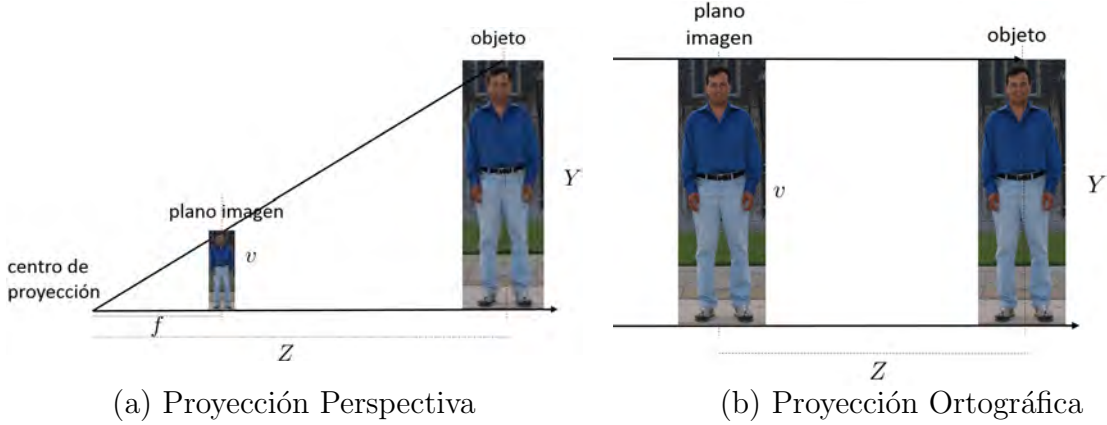 objeto
plano imagen
v
Y
centro de
proyección
f
Z
(a) Proyección Perspectiva
plano
imagen
objeto
v
Y
Z
(b) Proyección Ortográfica